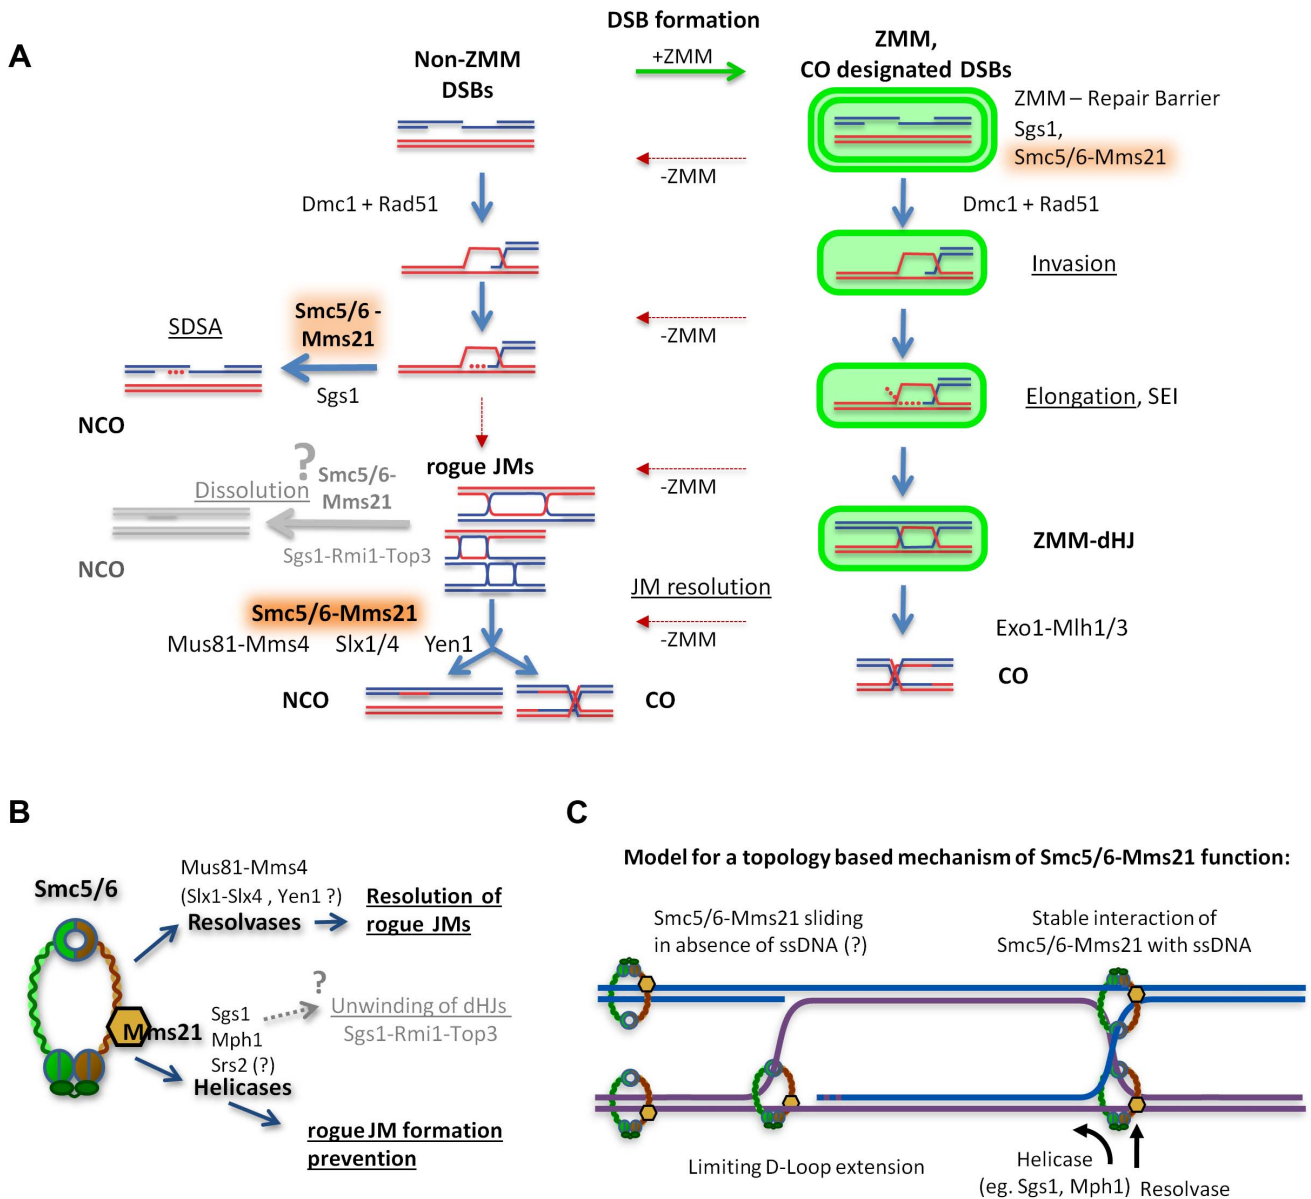 A
DSB formation
+ZMM
Non-ZMM
DSBs
ZMM,
CO designated DSBs
ZMM – Repair Barrier
Sgs1,
Smc5/6-Mms21
-ZMM
Dmc1 + Rad51
Dmc1 + Rad51
Invasion
Smc5/6 -
Mms21
SDSA
Sgs1
NCO
-ZMM
Elongation, SEI
rogue JMs
?
Smc5/6-
Mms21
Dissolution
Sgs1-Rmi1-Top3
NCO
-ZMM
ZMM-dHJ
JM resolution
-ZMM
Smc5/6-Mms21
Mus81-Mms4 Slx1/4 Yen1
Exo1-Mlh1/3
NCO
CO
CO
B
Smc5/6
Mus81-Mms4
(Slx1-Slx4 , Yen1 ?)
Resolvases
Resolution of
rogue JMs
Mms21
Sgs1
Mph1
Srs2 (?)
Helicases
?
Unwinding of dHJs
Sgs1-Rmi1-Top3
rogue JM formation
prevention
C
Model for a topology based mechanism of Smc5/6-Mms21 function:
Smc5/6-Mms21 sliding
in absence of ssDNA (?)
Stable interaction of
Smc5/6-Mms21 with ssDNA
Limiting D-Loop extension
Helicase
(eg. Sgs1, Mph1)
Resolvase